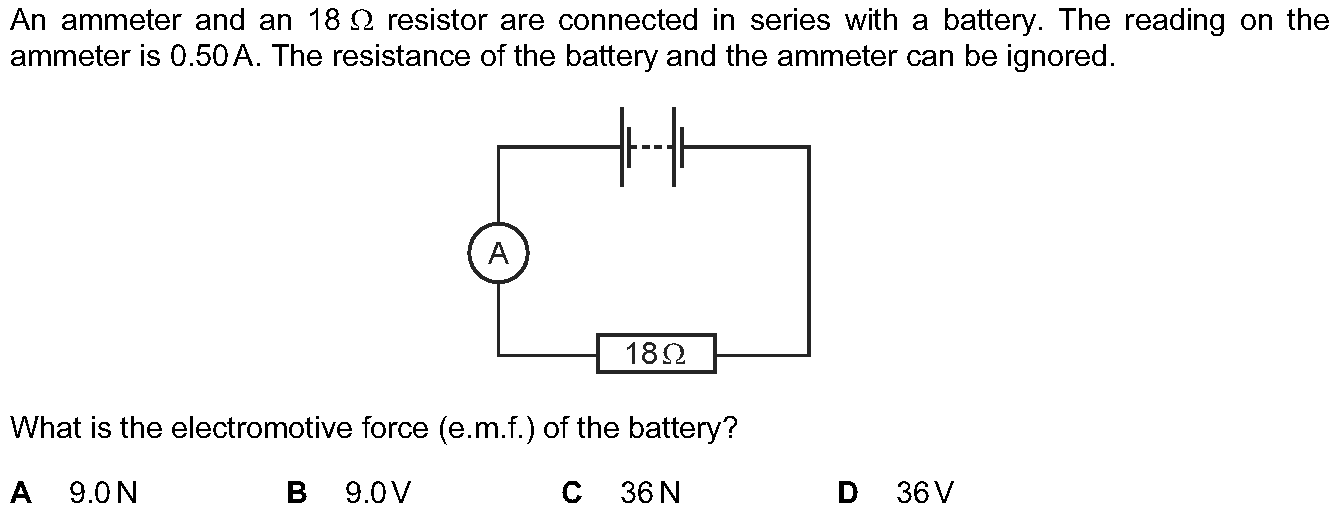 An ammeter and an 18 Ω resistor are connected in series with a battery. The reading on the
ammeter is 0.50 A. The resistance of the battery and the ammeter can be ignored.
A
18 Ω
What is the electromotive force (e.m.f.) of the battery?
A 9.0 N B 9.0 V C 36 N D 36 V